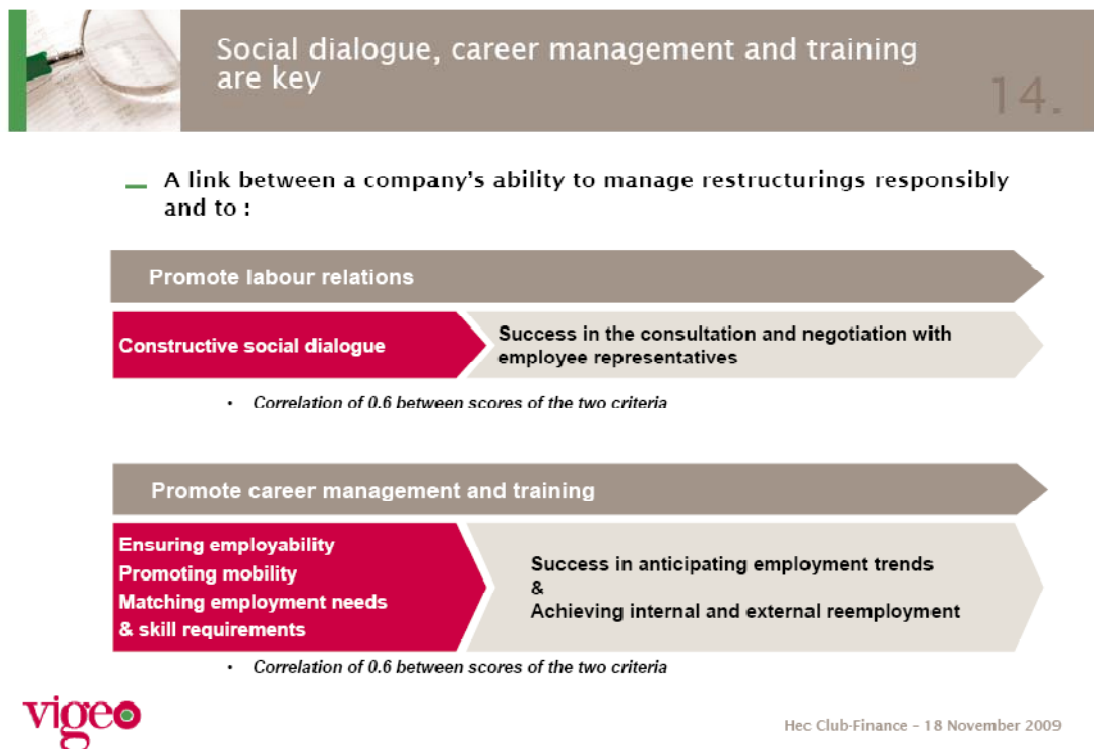 Social dialogue, career management and training
are key
14.
A link between a company's ability to manage restructurings responsibly
and to :
Promote labour relations
Constructive social dialogue
Success in the consultation and negotiation with
employee representatives
• Correlation of 0.6 between scores of the two criteria
Promote career management and training
Ensuring employability
Promoting mobility
Matching employment needs
& skill requirements
Success in anticipating employment trends
&
Achieving internal and external reemployment
• Correlation of 0.6 between scores of the two criteria
vigeo
Hec Club-Finance – 18 November 2009